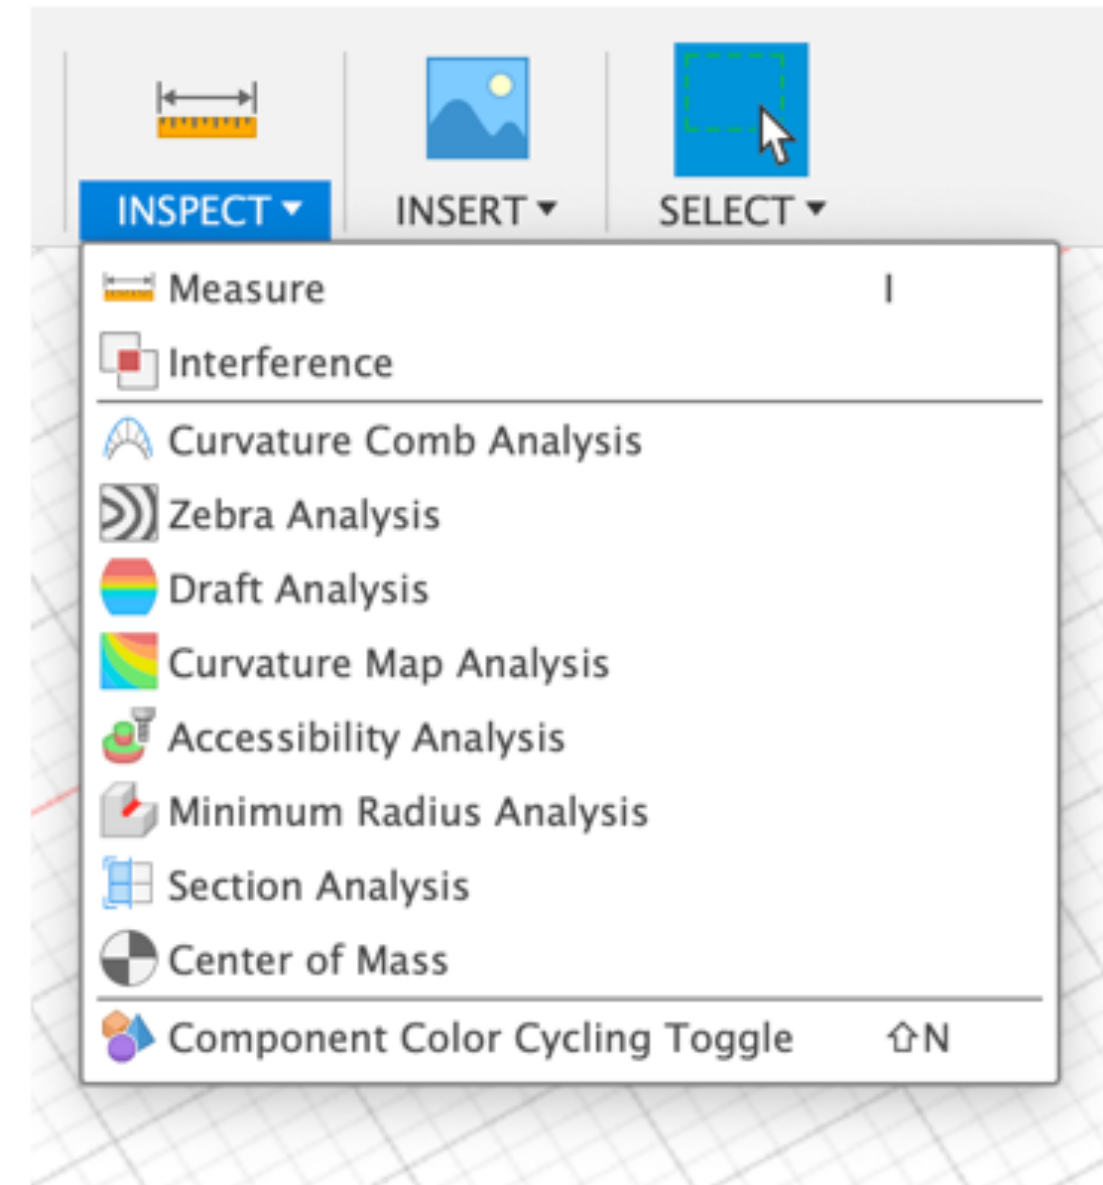 INSPECT ▼ INSERT ▼ SELECT ▼
Measure I
Interference
Curvature Comb Analysis
Zebra Analysis
Draft Analysis
Curvature Map Analysis
Accessibility Analysis
Minimum Radius Analysis
Section Analysis
Center of Mass
Component Color Cycling Toggle ⇧N